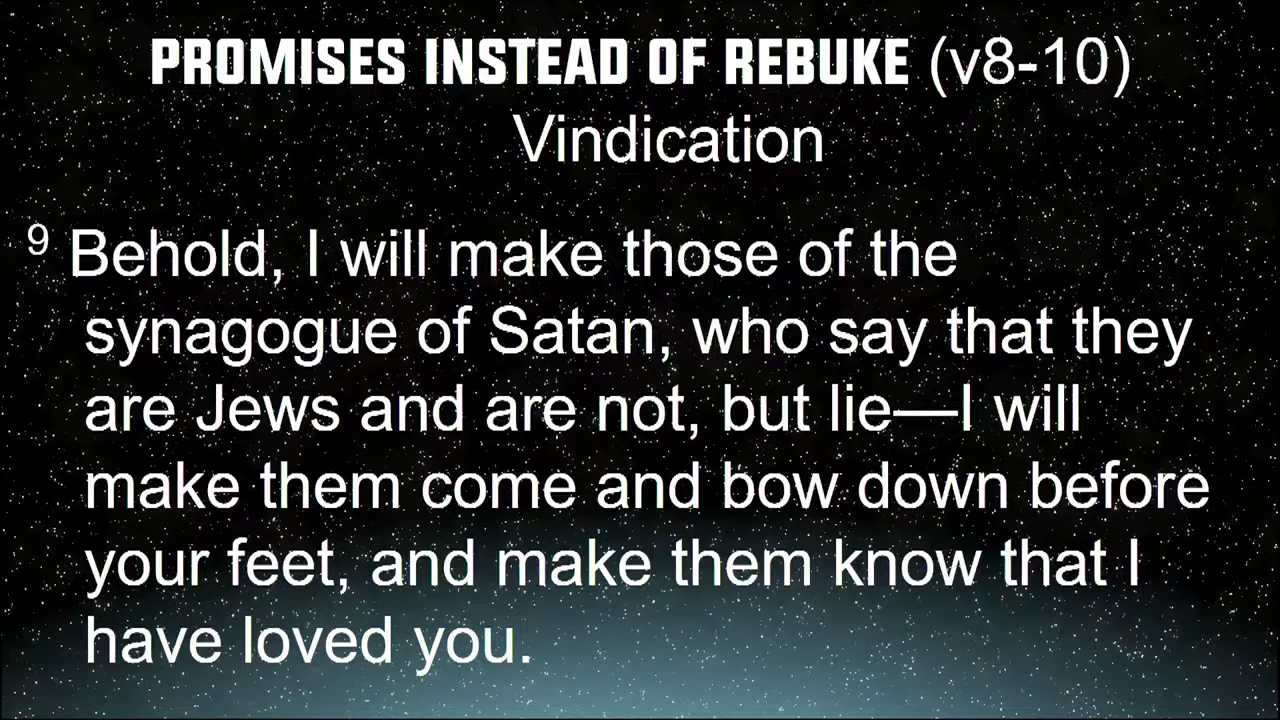 PROMISES INSTEAD OF REBUKE (v8-10)
Vindication
9 Behold, I will make those of the
synagogue of Satan, who say that they
are Jews and are not, but lie—I will
make them come and bow down before
your feet, and make them know that I
have loved you.